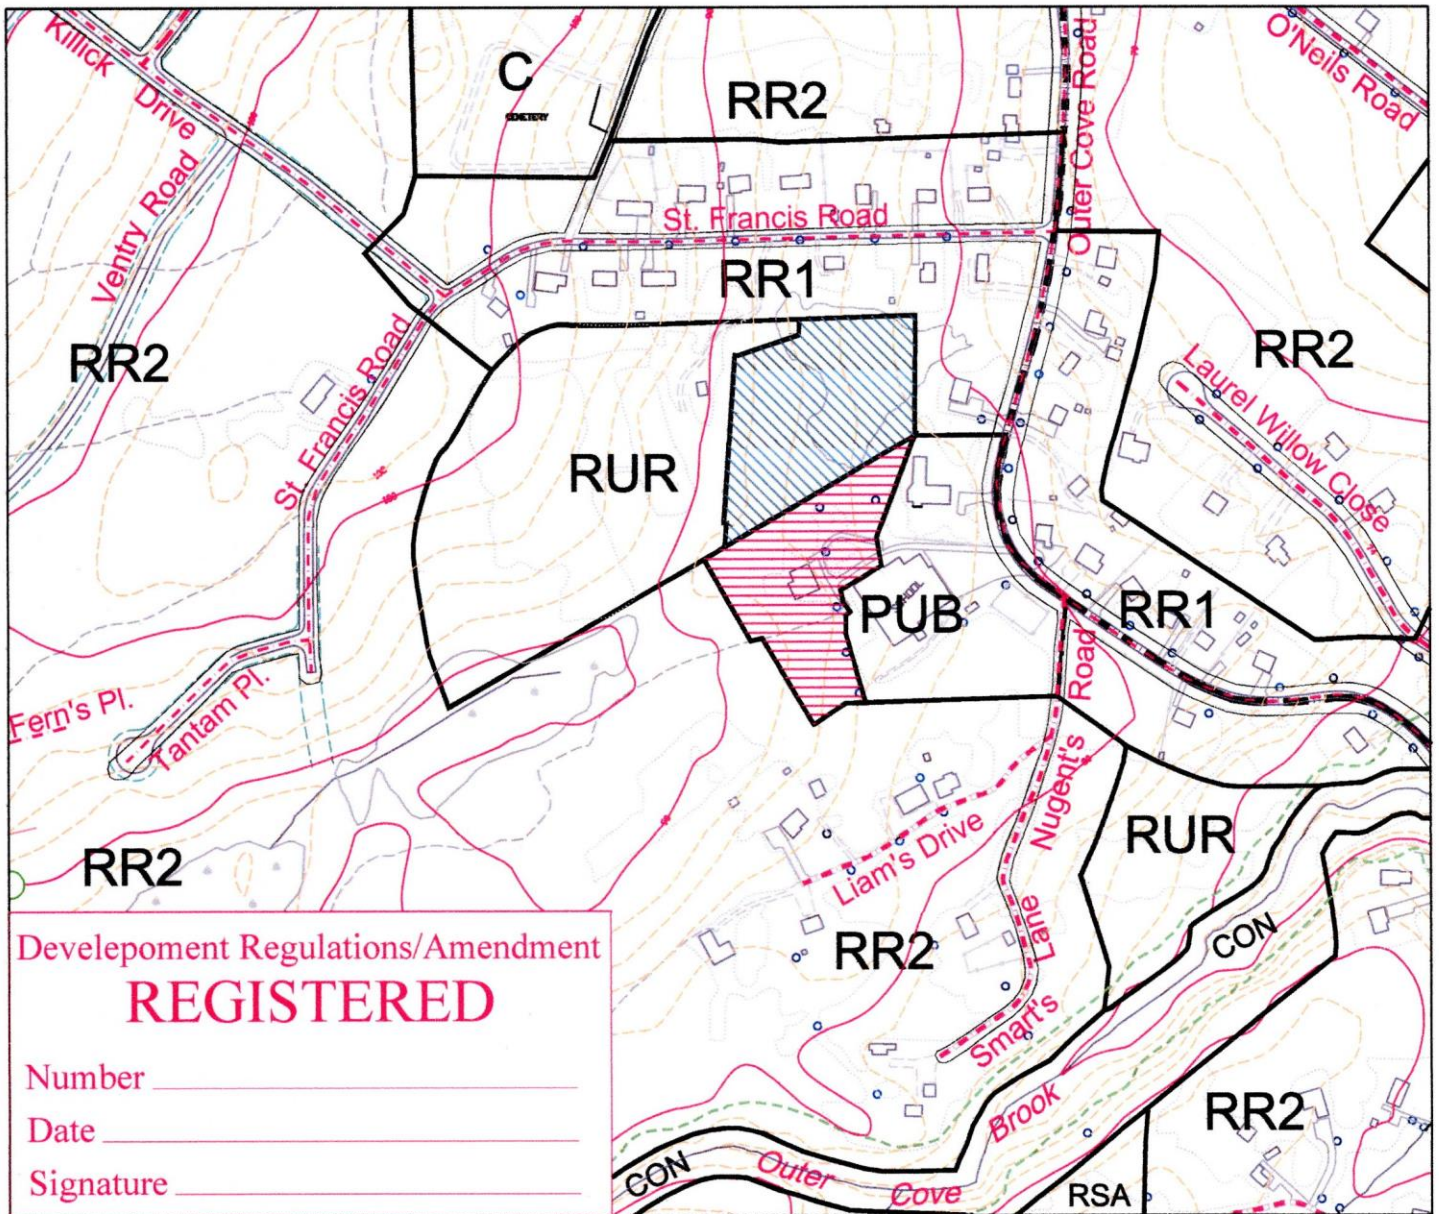 Killick
Drive
C
CEMETERY
RR2
Outer Cove Road
O'Neils Road
Ventry Road
St. Francis Road
RR1
RR2
RR2
Laurel Willow Close
St. Francis Road
RUR
SCHOOL
PUB
RR1
Fern's Pl.
Tantam Pl.
Nugent's
Road
Liam's Drive
RUR
RR2
RR2
Smart's
Lane
CON
Develepoment Regulations/Amendment
REGISTERED
Number
Date
Signature
CON
Outer
Cove
Brook
RSA
RR2